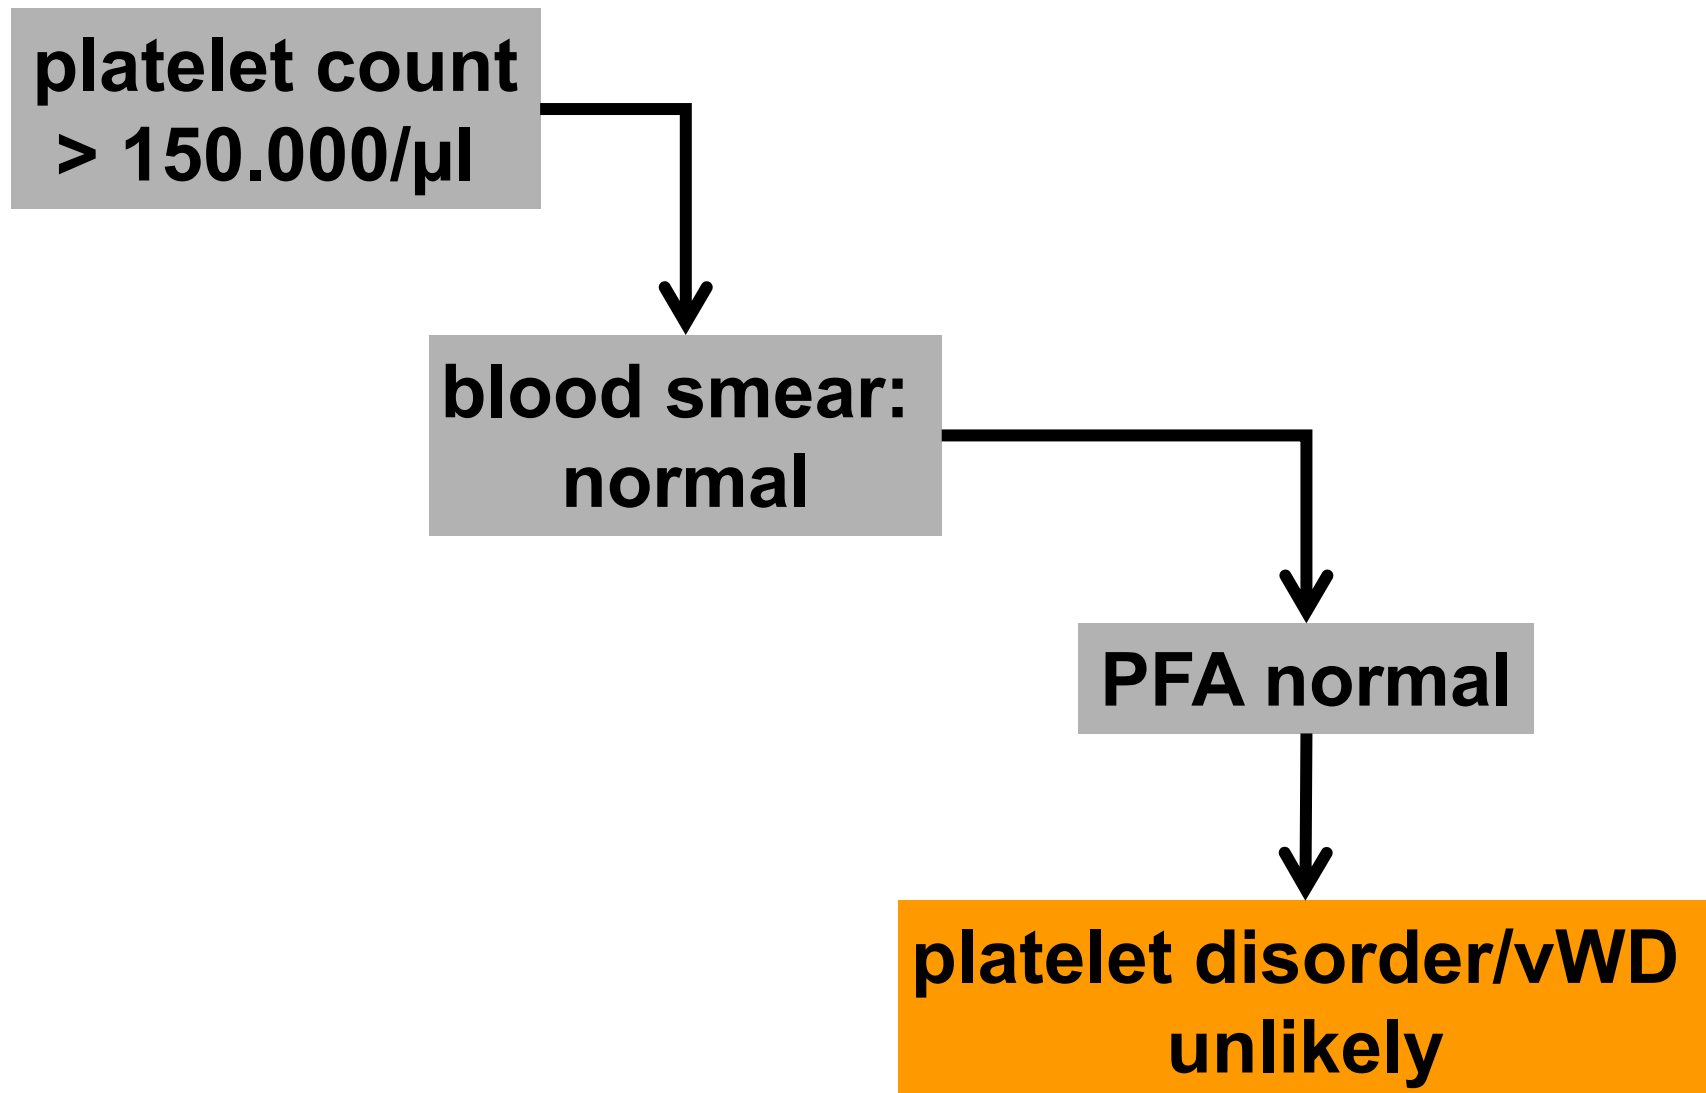 platelet count
> 150.000/µl
blood smear:
normal
PFA normal
platelet disorder/vWD
unlikely